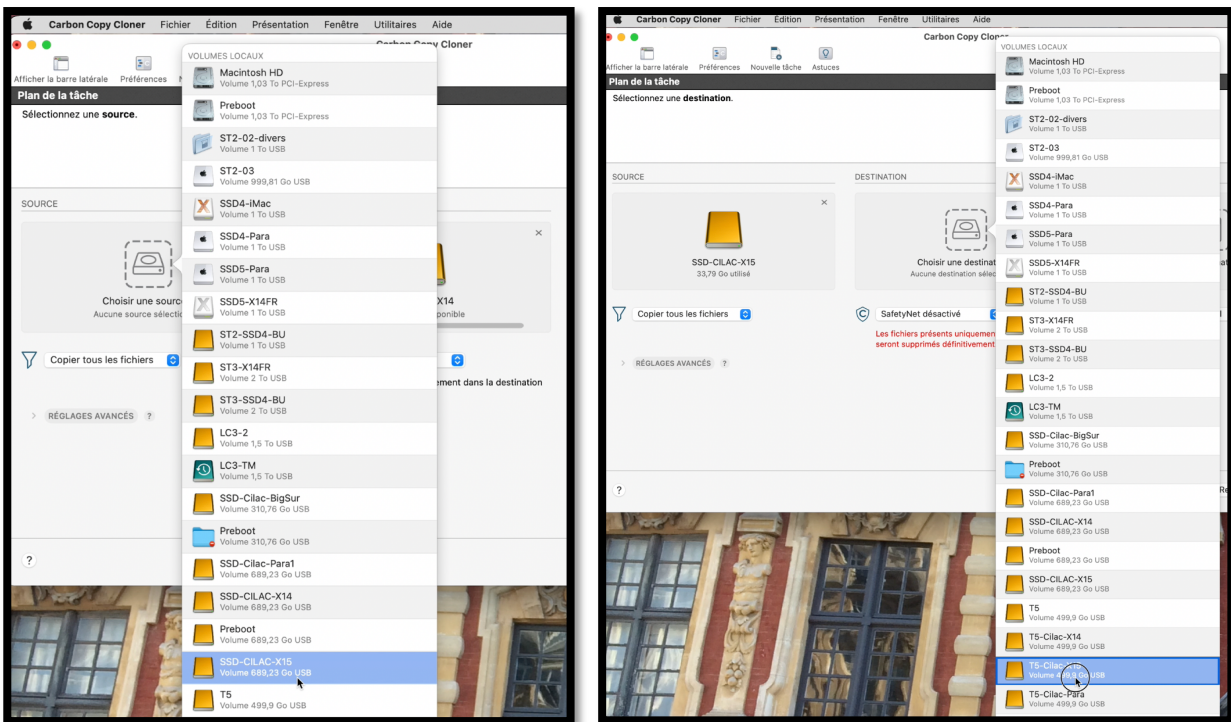 Carbon Copy Cloner Fichier Édition Présentation Fenêtre Utilitaires Aide
Carbon Copy Cloner
Afficher la barre latérale Préférences
Plan de la tâche
Sélectionnez une source.
SOURCE
Choisir une source
Aucune source sélectio
Copier tous les fichiers
RÉGLAGES AVANCÉS ?
?
X14
ponible
ement dans la destination
VOLUMES LOCAUX
Macintosh HD
Volume 1,03 To PCI-Express
Preboot
Volume 1,03 To PCI-Express
ST2-02-divers
Volume 1 To USB
ST2-03
Volume 999,81 Go USB
SSD4-iMac
Volume 1 To USB
SSD4-Para
Volume 1 To USB
SSD5-Para
Volume 1 To USB
SSD5-X14FR
Volume 1 To USB
ST2-SSD4-BU
Volume 1 To USB
ST3-X14FR
Volume 2 To USB
ST3-SSD4-BU
Volume 2 To USB
LC3-2
Volume 1,5 To USB
LC3-TM
Volume 1,5 To USB
SSD-Cilac-BigSur
Volume 310,76 Go USB
Preboot
Volume 310,76 Go USB
SSD-Cilac-Para1
Volume 689,23 Go USB
SSD-CILAC-X14
Volume 689,23 Go USB
Preboot
Volume 689,23 Go USB
SSD-CILAC-X15
Volume 689,23 Go USB
T5
Volume 499,9 Go USB
Carbon Copy Cloner Fichier Édition Présentation Fenêtre Utilitaires Aide
Carbon Copy Cloner
Afficher la barre latérale Préférences Nouvelle tâche Astuces
Plan de la tâche
Sélectionnez une destination.
SOURCE
SSD-CILAC-X15
33,79 Go utilisé
Copier tous les fichiers
RÉGLAGES AVANCÉS ?
?
DESTINATION
Choisir une destinat
Aucune destination sélec
SafetyNet désactivé
Les fichiers présents uniquemen
seront supprimés définitivement
VOLUMES LOCAUX
Macintosh HD
Volume 1,03 To PCI-Express
Preboot
Volume 1,03 To PCI-Express
ST2-02-divers
Volume 1 To USB
ST2-03
Volume 999,81 Go USB
SSD4-iMac
Volume 1 To USB
SSD4-Para
Volume 1 To USB
SSD5-Para
Volume 1 To USB
SSD5-X14FR
Volume 1 To USB
ST2-SSD4-BU
Volume 1 To USB
ST3-X14FR
Volume 2 To USB
ST3-SSD4-BU
Volume 2 To USB
LC3-2
Volume 1,5 To USB
LC3-TM
Volume 1,5 To USB
SSD-Cilac-BigSur
Volume 310,76 Go USB
Preboot
Volume 310,76 Go USB
SSD-Cilac-Para1
Volume 689,23 Go USB
SSD-CILAC-X14
Volume 689,23 Go USB
Preboot
Volume 689,23 Go USB
SSD-CILAC-X15
Volume 689,23 Go USB
T5
Volume 499,9 Go USB
T5-Cilac-X14
Volume 499,9 Go USB
T5-Cilac-X15
Volume 499,9 Go USB
T5-Cilac-Para
Volume 499,9 Go USB